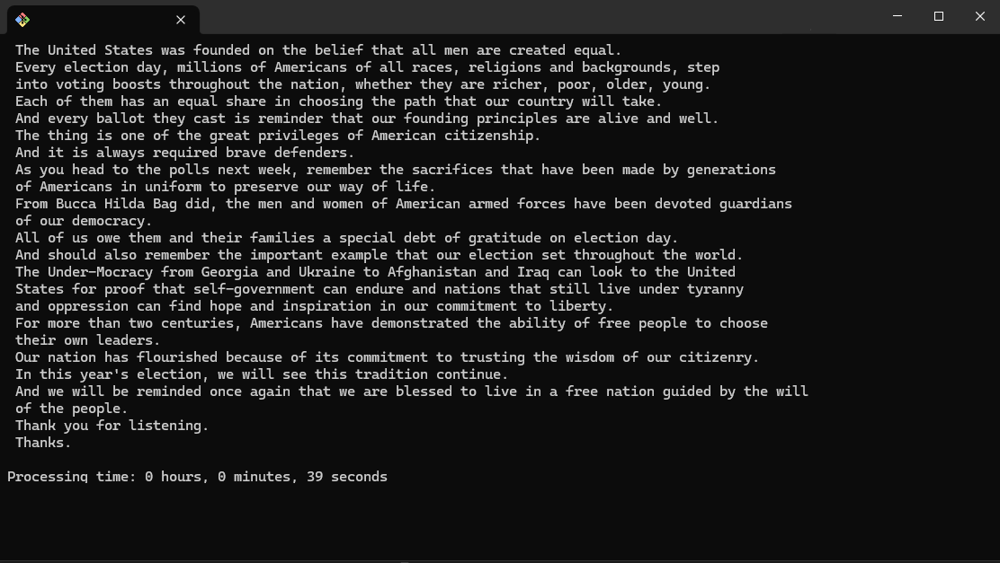 The United States was founded on the belief that all men are created equal.
Every election day, millions of Americans of all races, religions and backgrounds, step
into voting boosts throughout the nation, whether they are richer, poor, older, young.
Each of them has an equal share in choosing the path that our country will take.
And every ballot they cast is reminder that our founding principles are alive and well.
The thing is one of the great privileges of American citizenship.
And it is always required brave defenders.
As you head to the polls next week, remember the sacrifices that have been made by generations
of Americans in uniform to preserve our way of life.
From Bucca Hilda Bag did, the men and women of American armed forces have been devoted guardians
of our democracy.
All of us owe them and their families a special debt of gratitude on election day.
And should also remember the important example that our election set throughout the world.
The Under-Mocracy from Georgia and Ukraine to Afghanistan and Iraq can look to the United
States for proof that self-government can endure and nations that still live under tyranny
and oppression can find hope and inspiration in our commitment to liberty.
For more than two centuries, Americans have demonstrated the ability of free people to choose
their own leaders.
Our nation has flourished because of its commitment to trusting the wisdom of our citizenry.
In this year's election, we will see this tradition continue.
And we will be reminded once again that we are blessed to live in a free nation guided by the will
of the people.
Thank you for listening.
Thanks.
Processing time: 0 hours, 0 minutes, 39 seconds